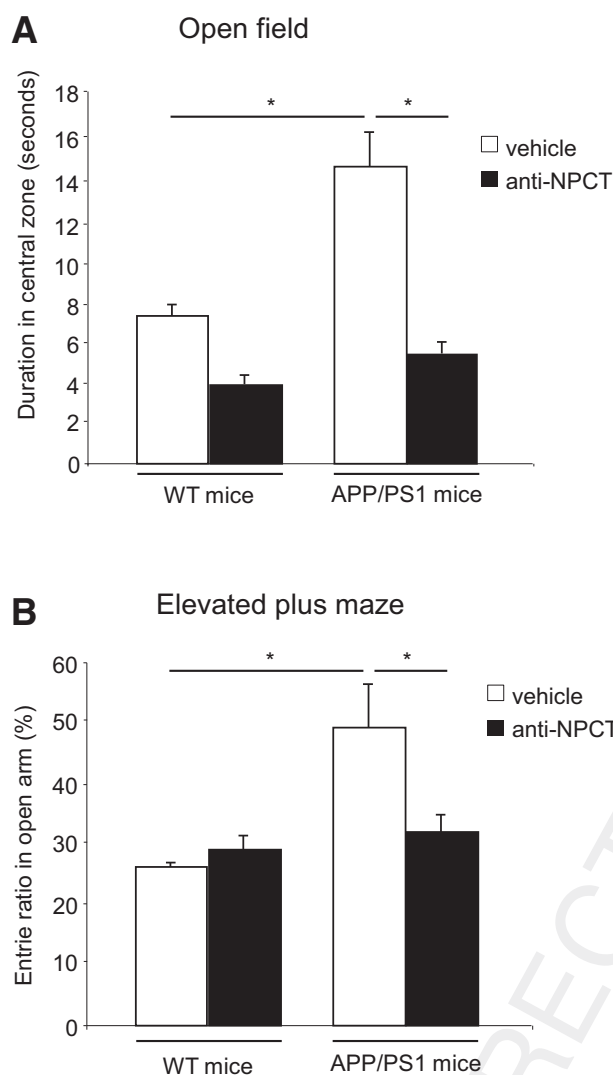 A
Open field
Duration in central zone (seconds)
18
16
14
12
10
8
6
4
2
0
*
*
vehicle
anti-NPCT
WT mice
APP/PS1 mice
B
Elevated plus maze
Entrie ratio in open arm (%)
60
50
40
30
20
10
0
*
*
vehicle
anti-NPCT
WT mice
APP/PS1 mice
RECT